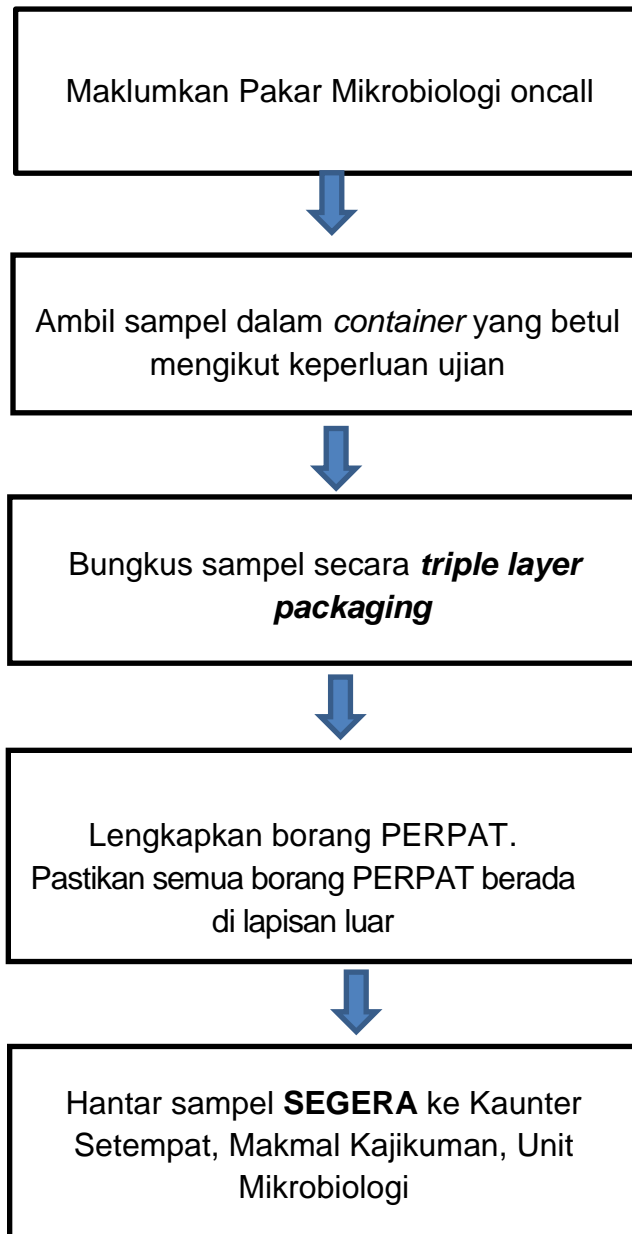 Maklumkan Pakar Mikrobiologi oncall
Ambil sampel dalam container yang betul
mengikut keperluan ujian
Bungkus sampel secara triple layer
packaging
Lengkapkan borang PERPAT.
Pastikan semua borang PERPAT berada
di lapisan luar
Hantar sampel SEGERA ke Kaunter
Setempat, Makmal Kajikuman, Unit
Mikrobiologi